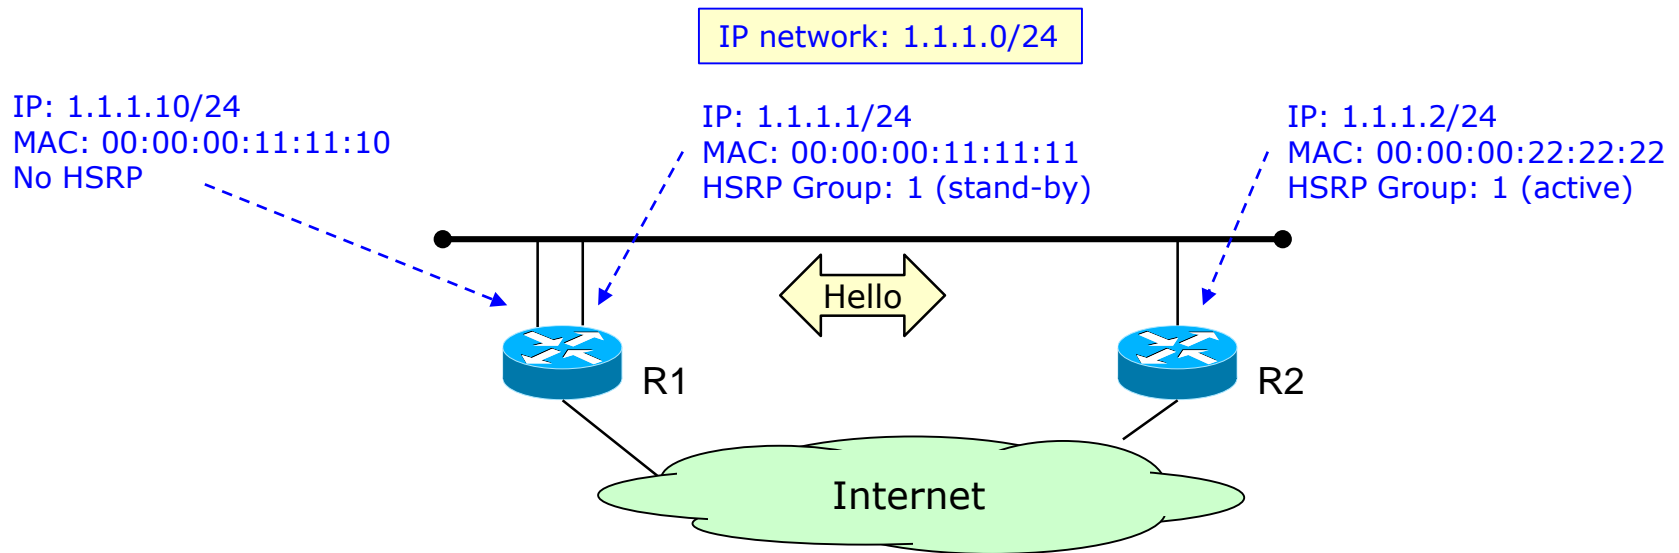 IP network: 1.1.1.0/24
IP: 1.1.1.10/24
MAC: 00:00:00:11:11:10
No HSRP
IP: 1.1.1.1/24
MAC: 00:00:00:11:11:11
HSRP Group: 1 (stand-by)
IP: 1.1.1.2/24
MAC: 00:00:00:22:22:22
HSRP Group: 1 (active)
Hello
R1
R2
Internet